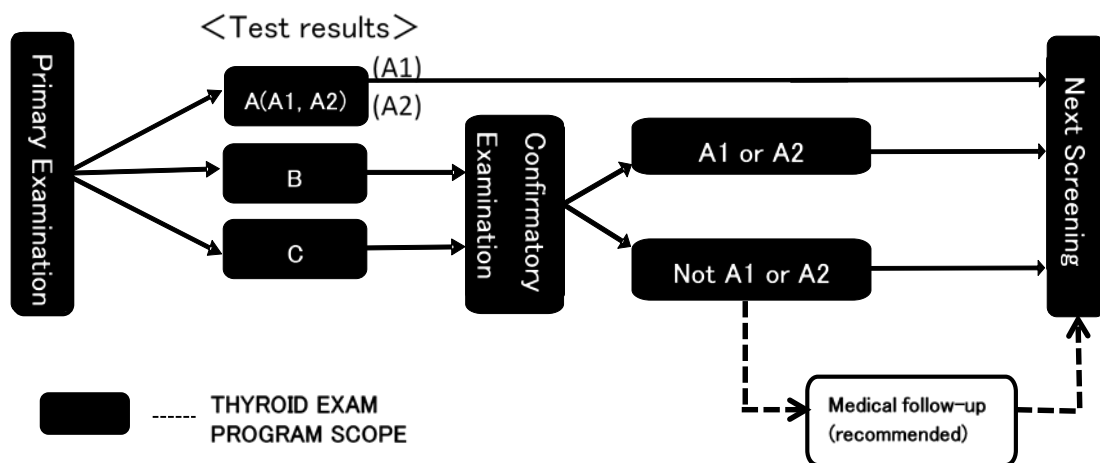 ＜Test results＞
Primary Examination
A(A1, A2)
(A1)
(A2)
B
C
Confirmatory
Examination
A1 or A2
Not A1 or A2
Next Screening
Medical follow-up
(recommended)
THYROID EXAM
PROGRAM SCOPE